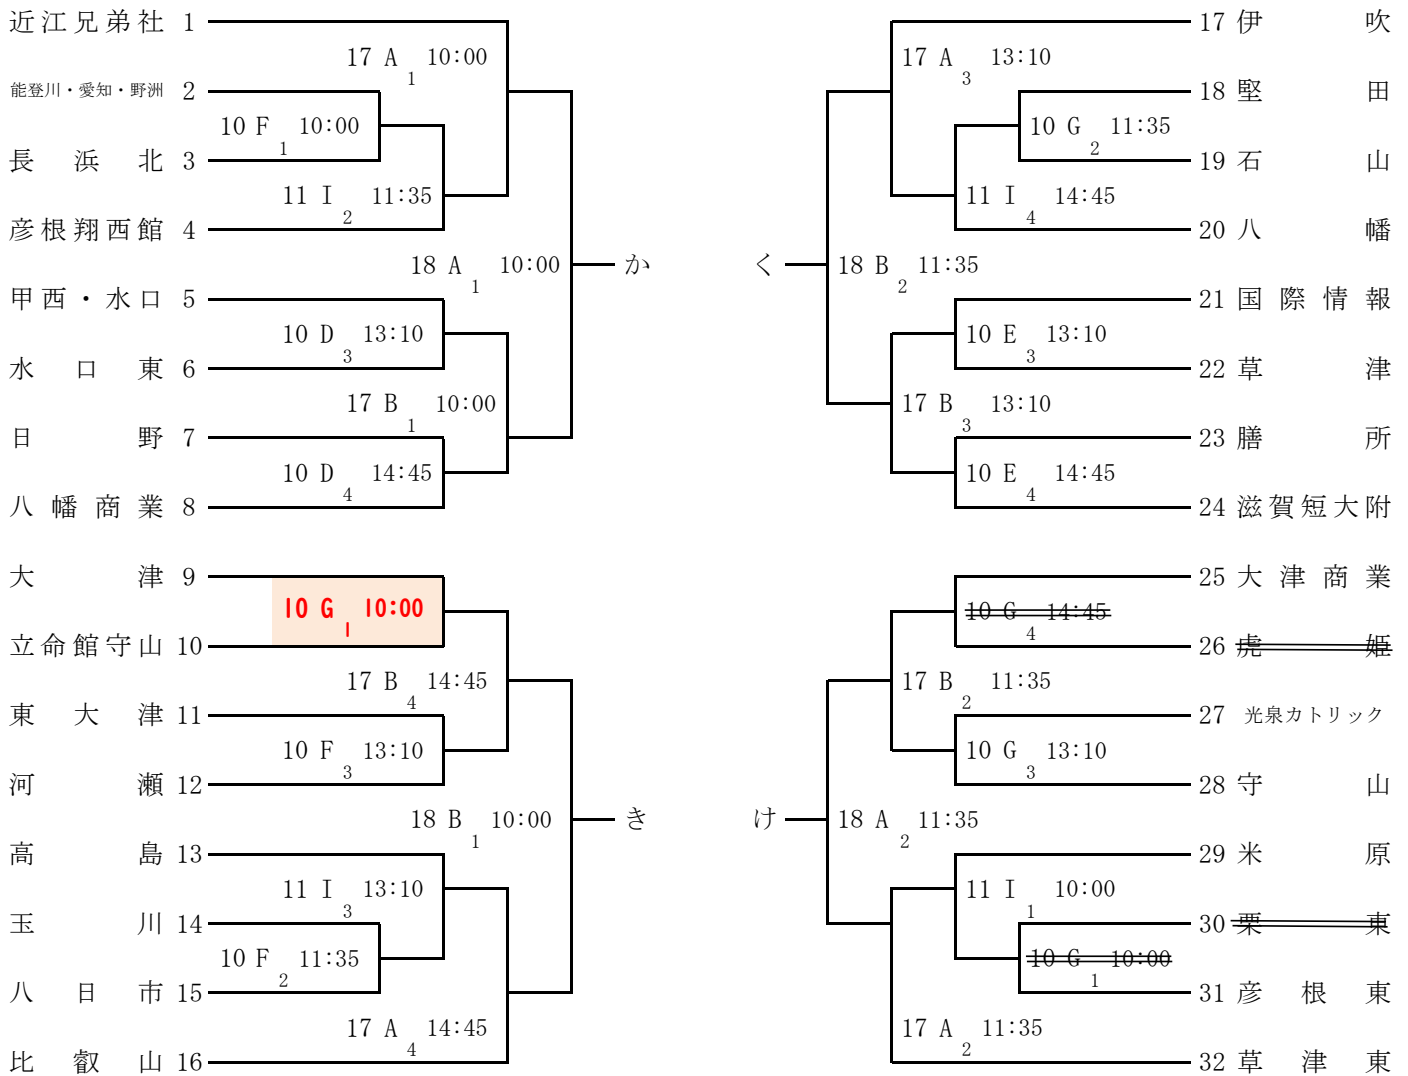 近江兄弟社 1
17 A 1 10:00
能登川・愛知・野洲 2
10 F 1 10:00
長浜北 3
11 I 2 11:35
彦根翔西館 4
18 A 1 10:00
か
甲西・水口 5
10 D 3 13:10
水口東 6
17 B 1 10:00
日野 7
10 D 4 14:45
八幡商業 8
大津 9
10 G 1 10:00
立命館守山 10
17 B 4 14:45
東大津 11
10 F 3 13:10
河瀬 12
18 B 1 10:00
き
高島 13
11 I 3 13:10
玉川 14
10 F 2 11:35
八日市 15
17 A 4 14:45
比叡山 16
17 伊吹
17 A 3 13:10
18 堅田
10 G 2 11:35
19 石山
11 I 4 14:45
20 八幡
く
18 B 2 11:35
21 国際情報
10 E 3 13:10
22 草津
17 B 3 13:10
23 膳所
10 E 4 14:45
24 滋賀短大附
25 大津商業
10 G 4 14:45
26 虎姫
17 B 2 11:35
27 光泉カトリック
10 G 3 13:10
28 守山
け
18 A 2 11:35
29 米原
11 I 1 10:00
30 栗東
10 G 1 10:00
31 彦根東
17 A 2 11:35
32 草津東